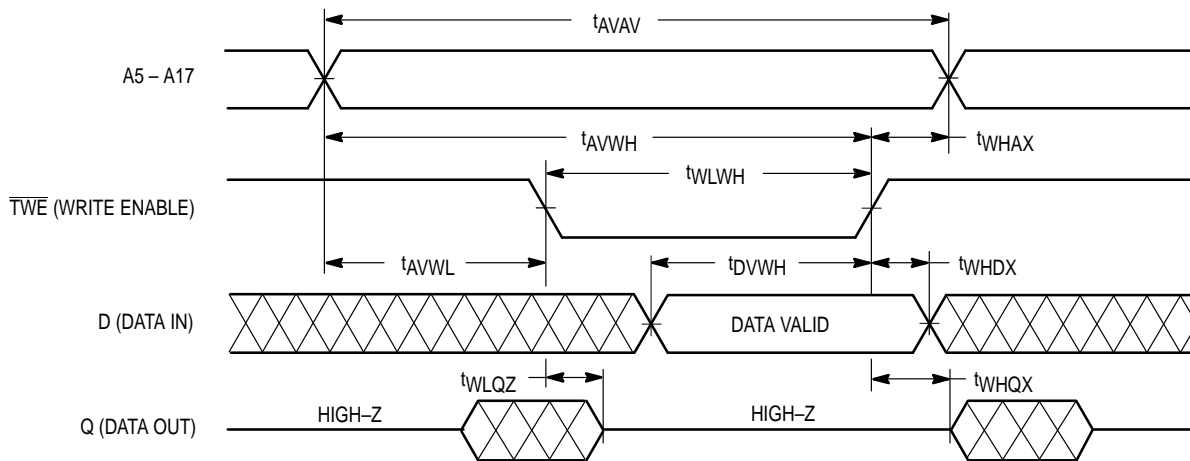 tAVAV
A5 – A17
tAVWH
tWHAX
tWLWH
TWE (WRITE ENABLE)
tAVWL
tDVWH
tWHDX
D (DATA IN)
DATA VALID
tWLQZ
tWHQX
HIGH–Z
HIGH–Z
Q (DATA OUT)